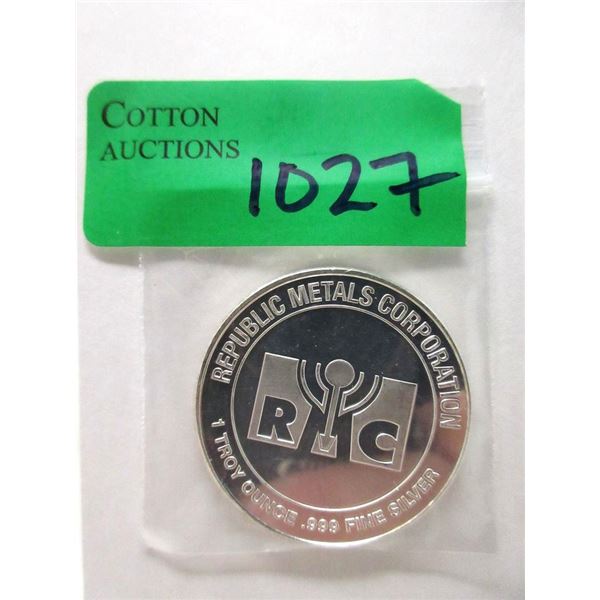 COTTON
AUCTIONS
1027
REPUBLIC METALS CORPORATION
R C
1 TROY OUNCE .999 FINE SILVER